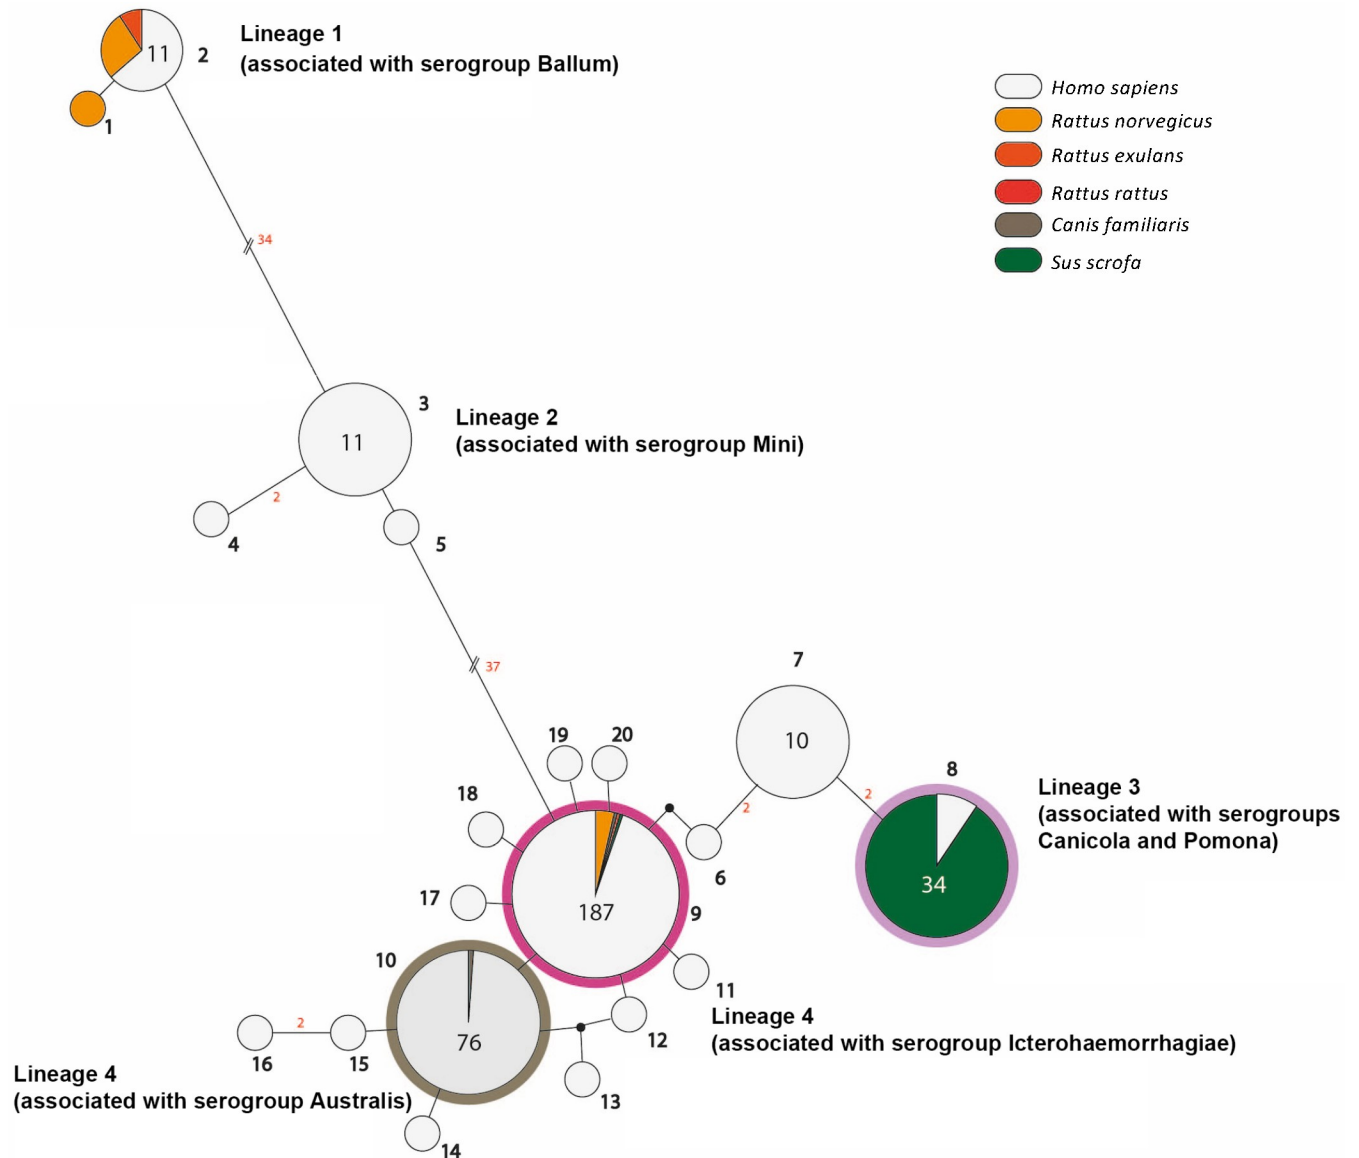 Lineage 1
(associated with serogroup Ballum)
11
2
1
Homo sapiens
Rattus norvegicus
Rattus exulans
Rattus rattus
Canis familiaris
Sus scrofa
34
3
11
Lineage 2
(associated with serogroup Mini)
2
4
5
37
7
10
19
20
8
18
2
2
Lineage 3
(associated with serogroups
Canicola and Pomona)
6
34
17
187
9
10
11
Lineage 4
(associated with serogroup Icterohaemorrhagiae)
12
76
2
16
15
13
Lineage 4
(associated with serogroup Australis)
14